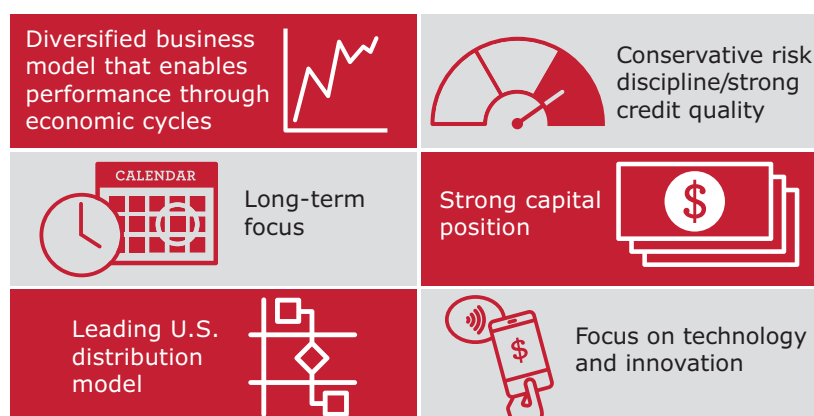 Diversified business
model that enables
performance through
economic cycles
Conservative risk
discipline/strong
credit quality
CALENDAR
Long-term
focus
Strong capital
position
$
Leading U.S.
distribution
model
$
Focus on technology
and innovation